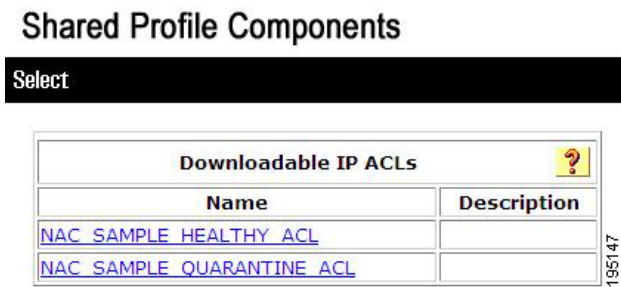 Shared Profile Components
Select
Downloadable IP ACLs ?
Name Description
NAC_SAMPLE_HEALTHY_ACL
NAC_SAMPLE_QUARANTINE_ACL
195147